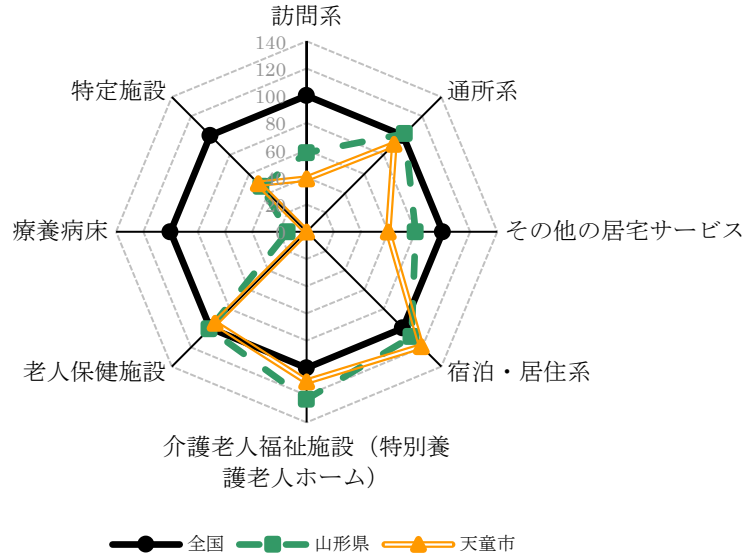 訪問系
140
120
100
80
60
40
20
0
特定施設
通所系
療養病床
その他の居宅サービス
老人保健施設
宿泊・居住系
介護老人福祉施設（特別養
護老人ホーム）
全国
山形県
天童市